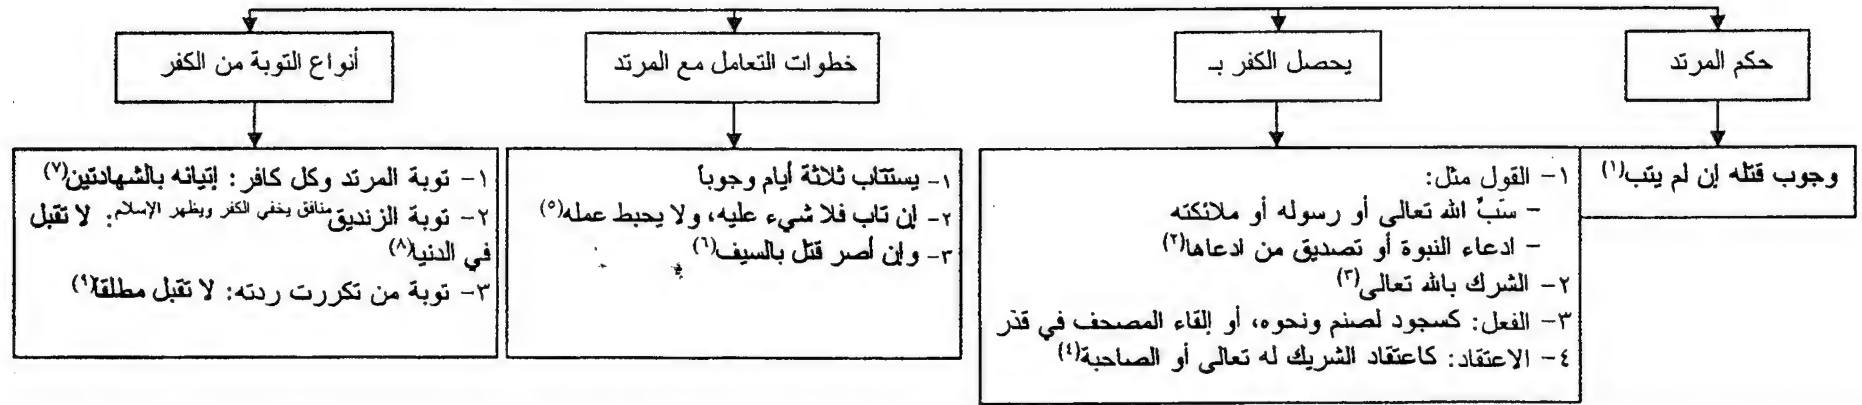 حكم المرتد
يحصل الكفر بـ
خطوات التعامل مع المرتد
أنواع التوبة من الكفر
وجوب قتله إن لم يتب(١)
١- القول مثل:
- سَبِّ الله تعالى أو رسوله أو ملائكته
- ادعاء النبوة أو تصديق من ادعاها(٢)
٢- الشرك بالله تعالى(٣)
٣- الفعل: كسجود لصنم ونحوه، أو إلقاء المصحف في قذر
٤- الاعتقاد: كاعتقاد الشريك له تعالى أو الصاحبة(٤)
١- يستتاب ثلاثة أيام وجوباً
٢- إن تاب فلا شيء عليه، ولا يحبط عمله(٥)
٣- وإن أصر قتل بالسيف(٦)
١- توبة المرتد وكل كافر: إتيانه بالشهادتين(٧)
٢- توبة الزنديق منافق يخفي الكفر ويظهر الإسلام: لا تقبل
في الدنيا(٨)
٣- توبة من تكررت ردته: لا تقبل مطلقا(٩)